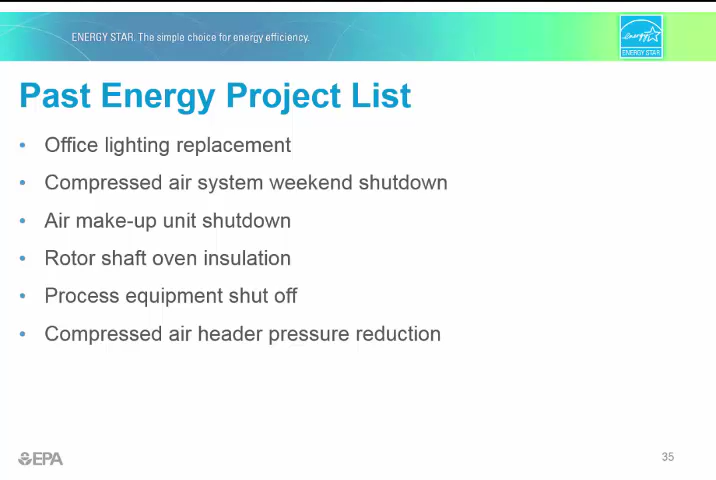 ENERGY STAR. The simple choice for energy efficiency.
energy
ENERGY STAR
Past Energy Project List
• Office lighting replacement
• Compressed air system weekend shutdown
• Air make-up unit shutdown
• Rotor shaft oven insulation
• Process equipment shut off
• Compressed air header pressure reduction
EPA
35